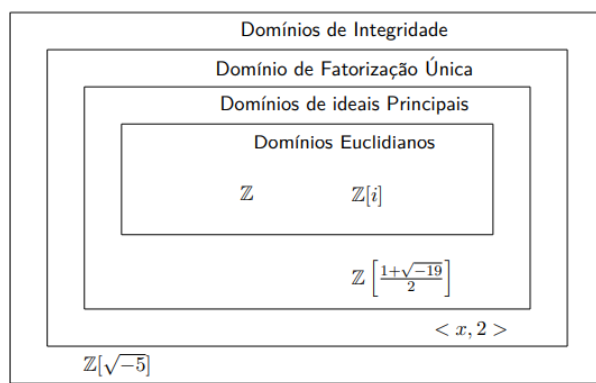 Domínios de Integridade
Domínio de Fatorização Única
Domínios de ideais Principais
Domínios Euclidianos
ℤ ℤ[i]
ℤ[(1+√−19)/2]
< x, 2 >
ℤ[√−5]